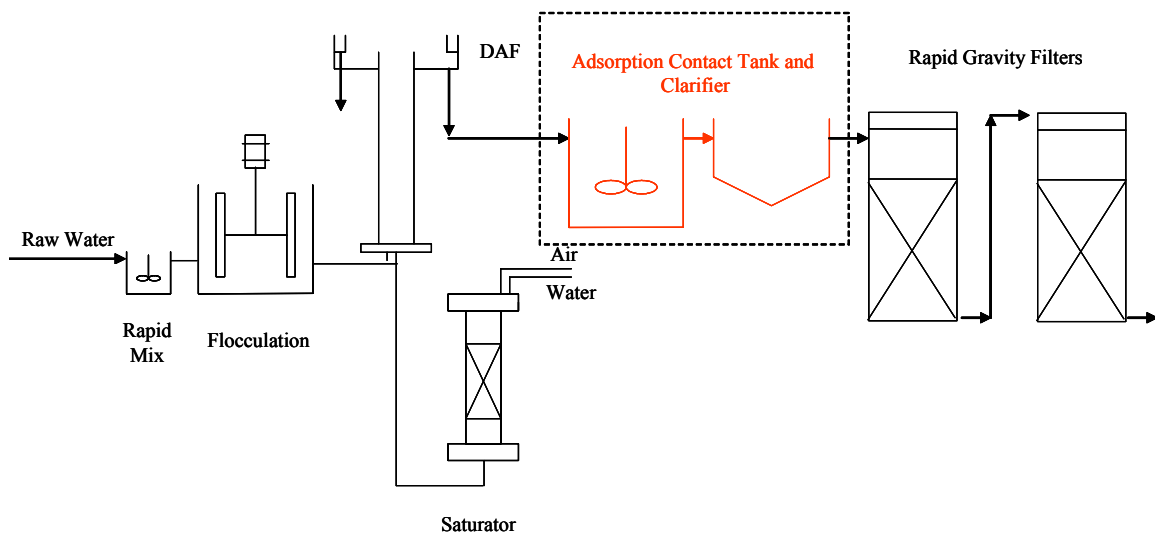 DAF
Adsorption Contact Tank and
Clarifier
Rapid Gravity Filters
Raw Water
Air
Water
Rapid
Mix
Flocculation
Saturator